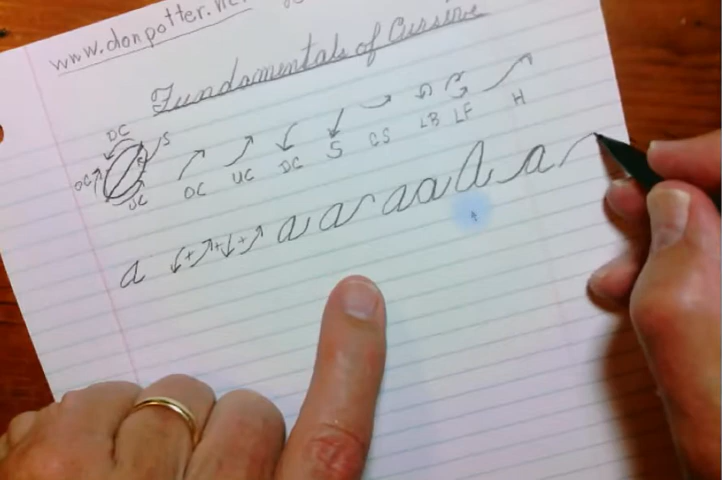 www.donpotter.net
Fundamentals of Cursive
DC S
OC UC OC UC DC S CS LB LF H
a + + + a a a a a a